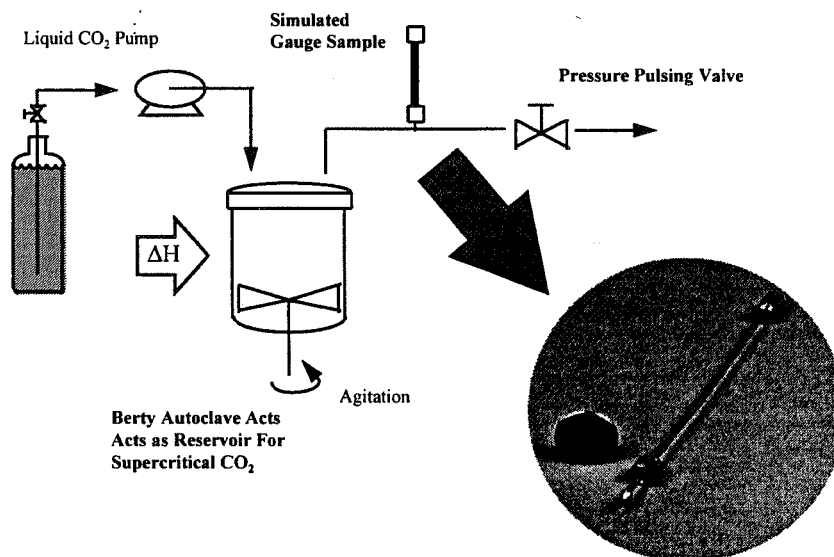 Simulated
Gauge Sample
Liquid CO₂ Pump
Pressure Pulsing Valve
ΔH
Agitation
Berty Autoclave Acts
Acts as Reservoir For
Supercritical CO₂